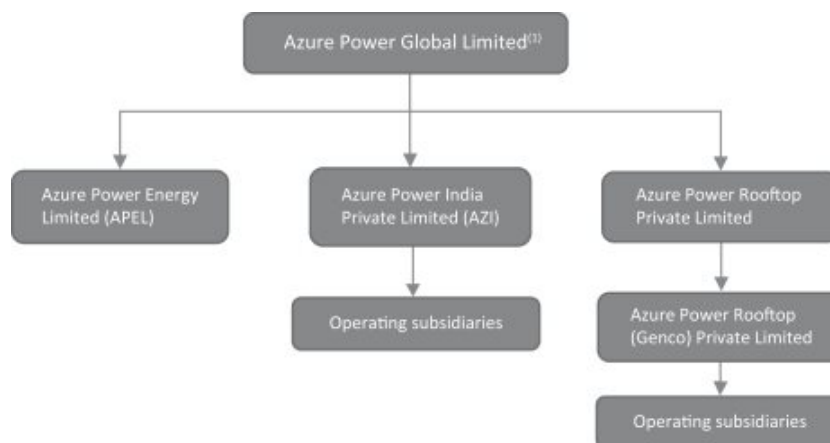 Azure Power Global Limited(1)
Azure Power Energy
Limited (APEL)
Azure Power India
Private Limited (AZI)
Azure Power Rooftop
Private Limited
Operating subsidiaries
Azure Power Rooftop
(Genco) Private Limited
Operating subsidiaries